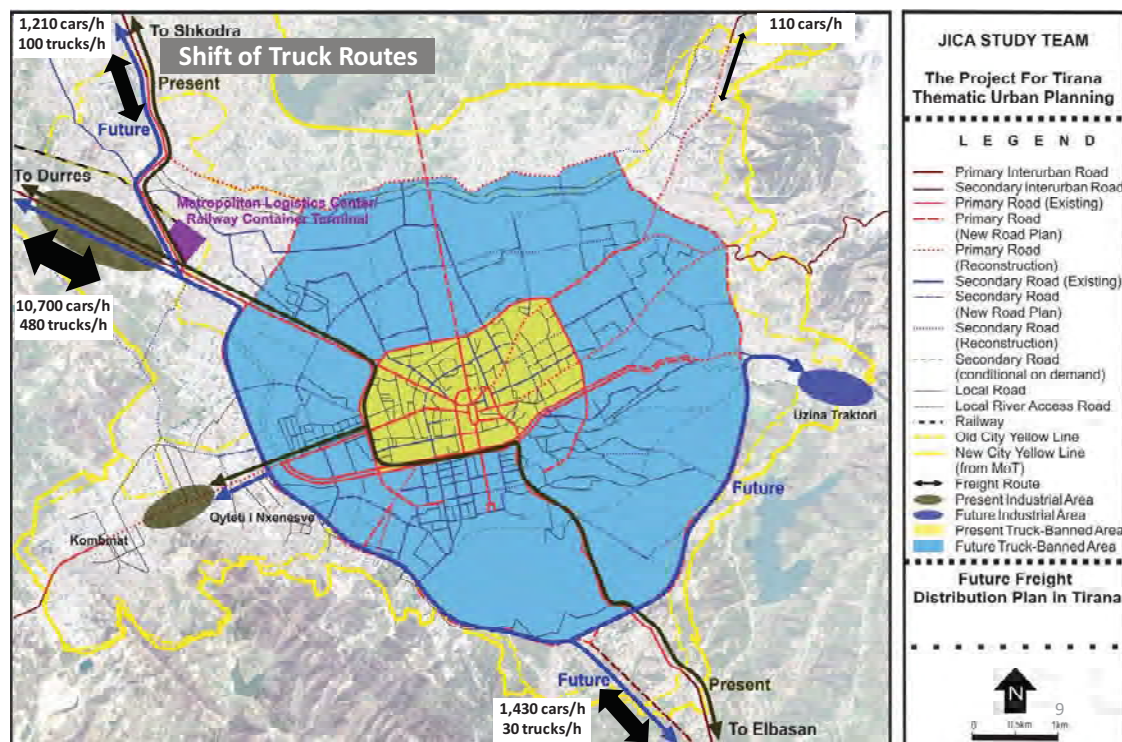 1,210 cars/h
100 trucks/h
To Shkodra
Shift of Truck Routes
110 cars/h
Present
Future
To Durres
Metropolitan Logistics Center/
Railway Container Terminal
10,700 cars/h
480 trucks/h
Uzina Traktori
Future
Qyteti I Nxenesve
Kombinat
Future
Present
1,430 cars/h
30 trucks/h
To Elbasan
JICA STUDY TEAM
The Project For Tirana
Thematic Urban Planning
L E G E N D
Primary Interurban Road
Secondary Interurban Road
Primary Road (Existing)
Primary Road
(New Road Plan)
Primary Road
(Reconstruction)
Secondary Road (Existing)
Secondary Road
(New Road Plan)
Secondary Road
(Reconstruction)
Secondary Road
(conditional on demand)
Local Road
Local River Access Road
Railway
Old City Yellow Line
New City Yellow Line
(from MoT)
Freight Route
Present Industrial Area
Future Industrial Area
Present Truck-Banned Area
Future Truck-Banned Area
Future Freight
Distribution Plan in Tirana
N
9
0 0.5km 1km